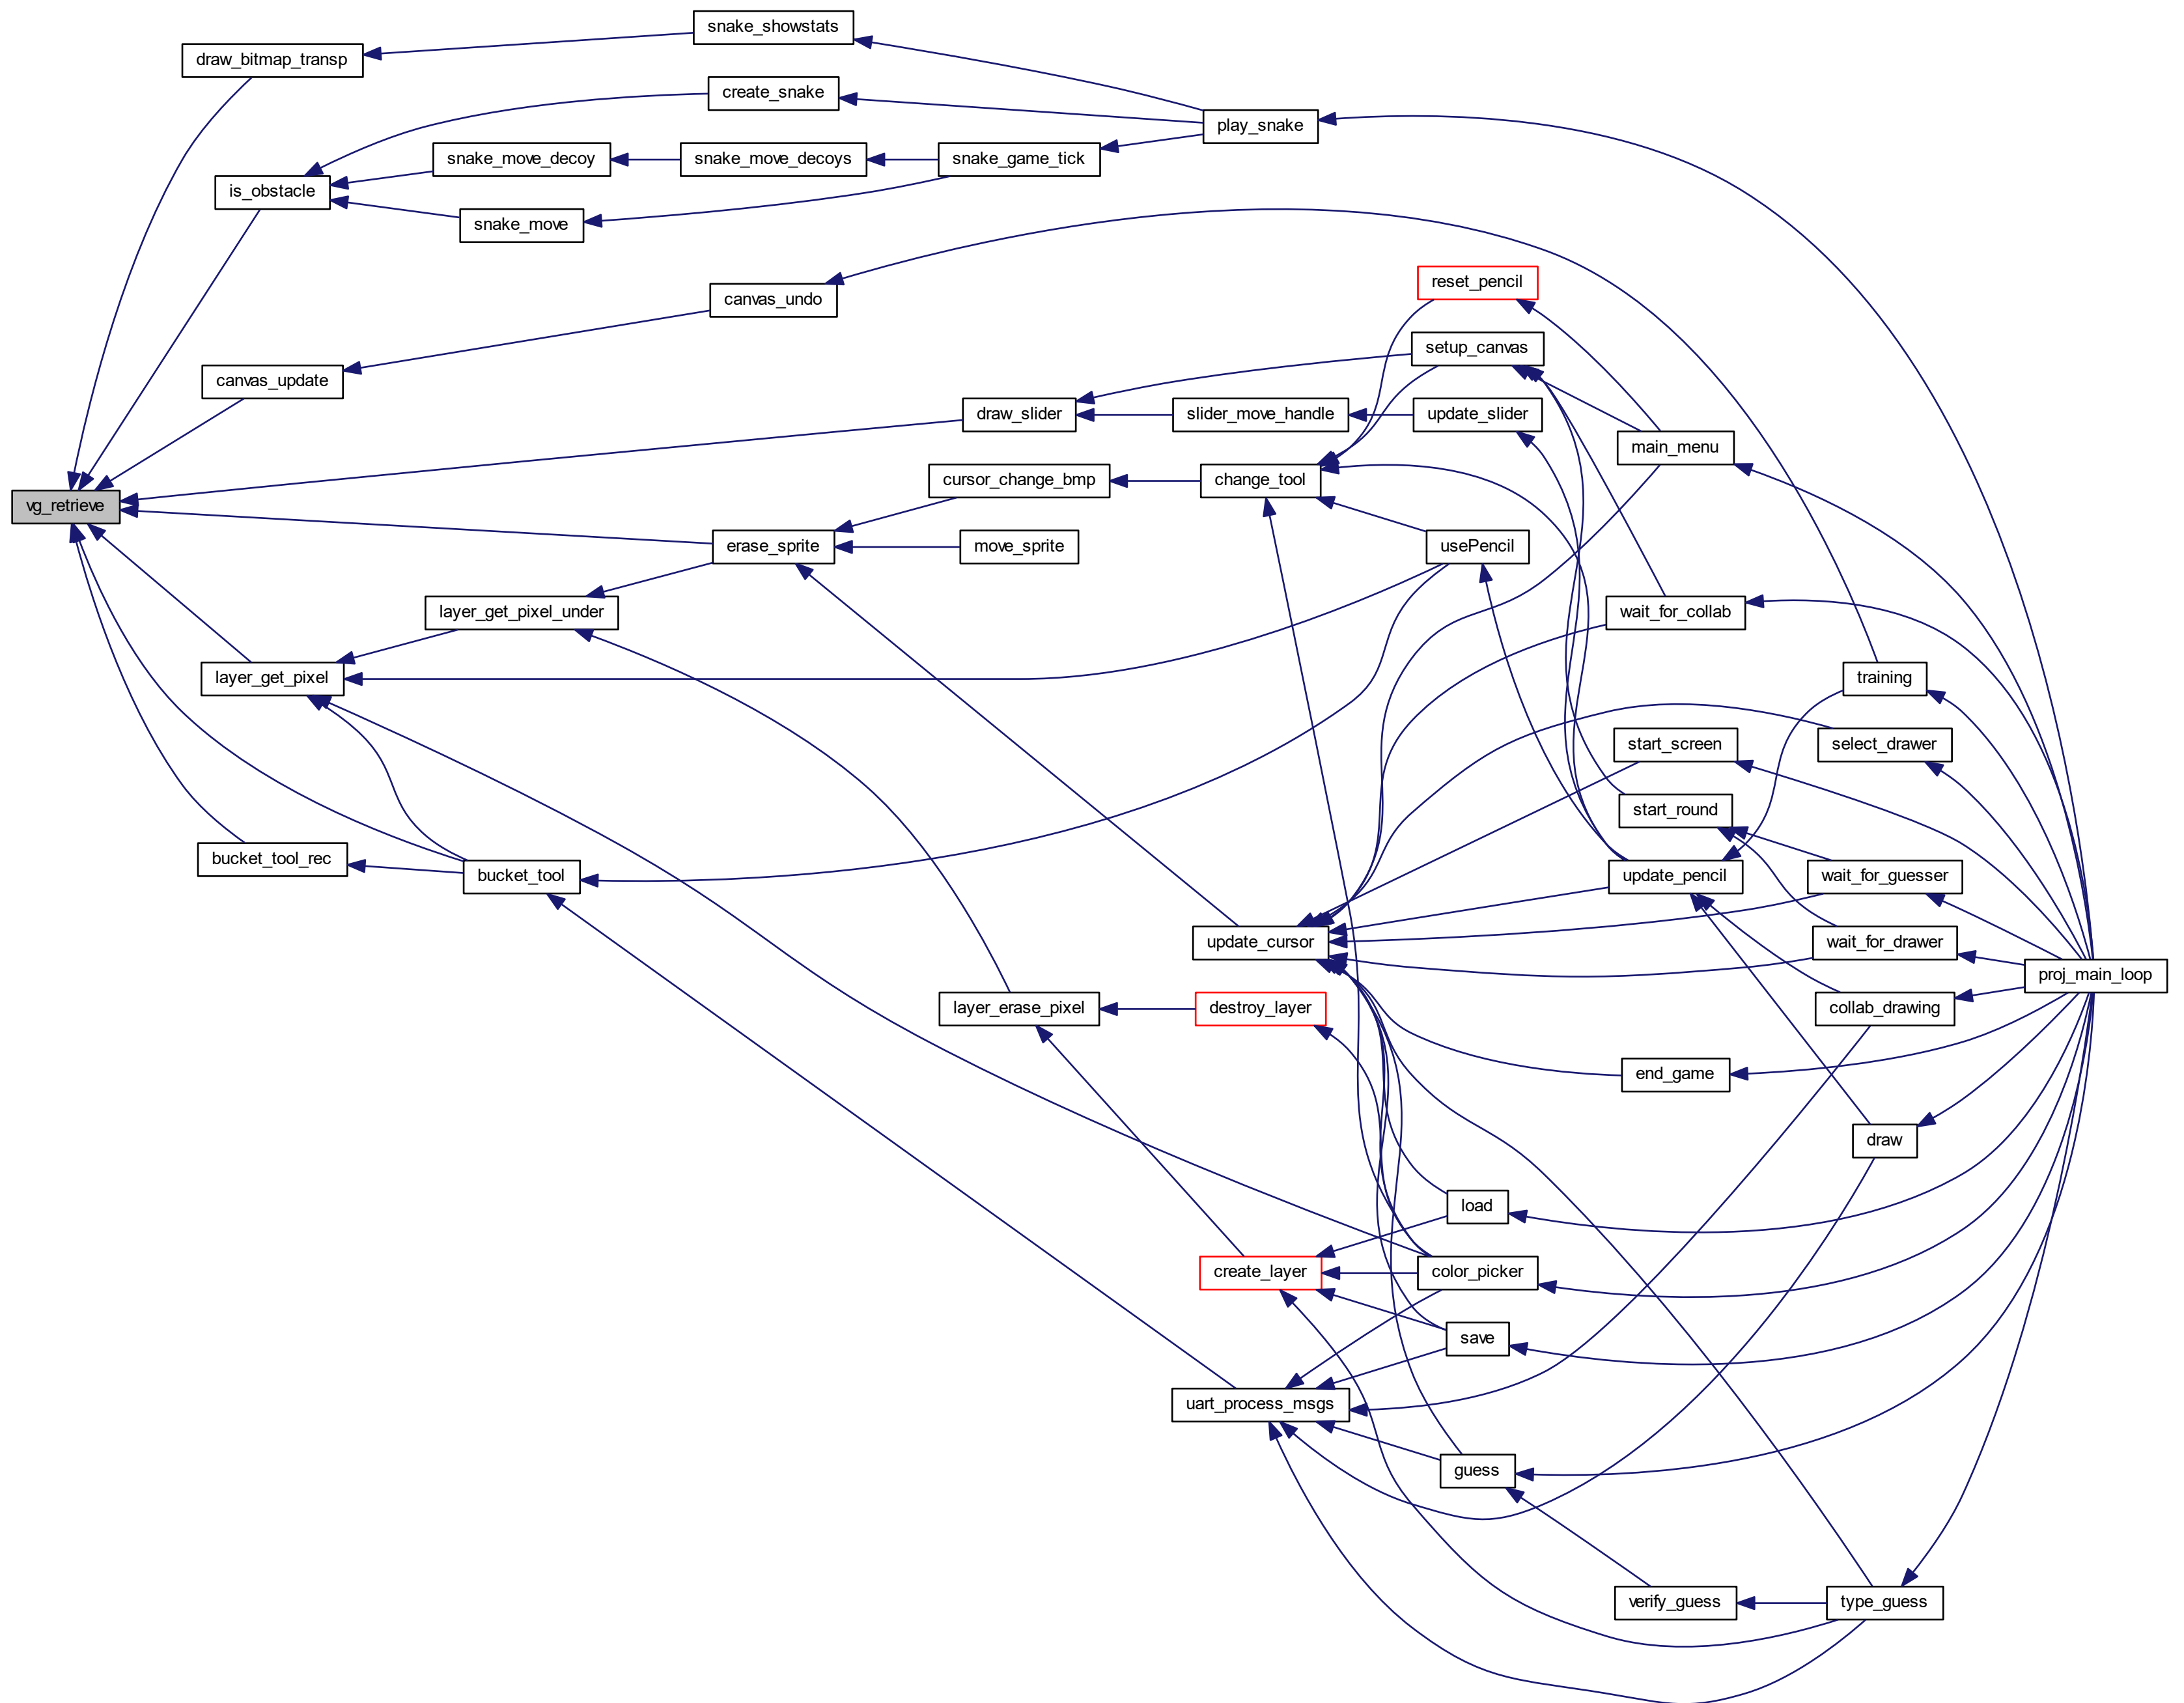 snake_showstats
draw_bitmap_transp
create_snake
play_snake
snake_move_decoy
snake_move_decoys
snake_game_tick
is_obstacle
snake_move
reset_pencil
canvas_undo
setup_canvas
canvas_update
draw_slider
slider_move_handle
update_slider
main_menu
cursor_change_bmp
change_tool
vg_retrieve
erase_sprite
move_sprite
usePencil
layer_get_pixel_under
wait_for_collab
layer_get_pixel
training
start_screen
select_drawer
start_round
bucket_tool_rec
bucket_tool
update_pencil
wait_for_guesser
update_cursor
wait_for_drawer
proj_main_loop
layer_erase_pixel
destroy_layer
collab_drawing
end_game
draw
load
create_layer
color_picker
save
uart_process_msgs
guess
verify_guess
type_guess